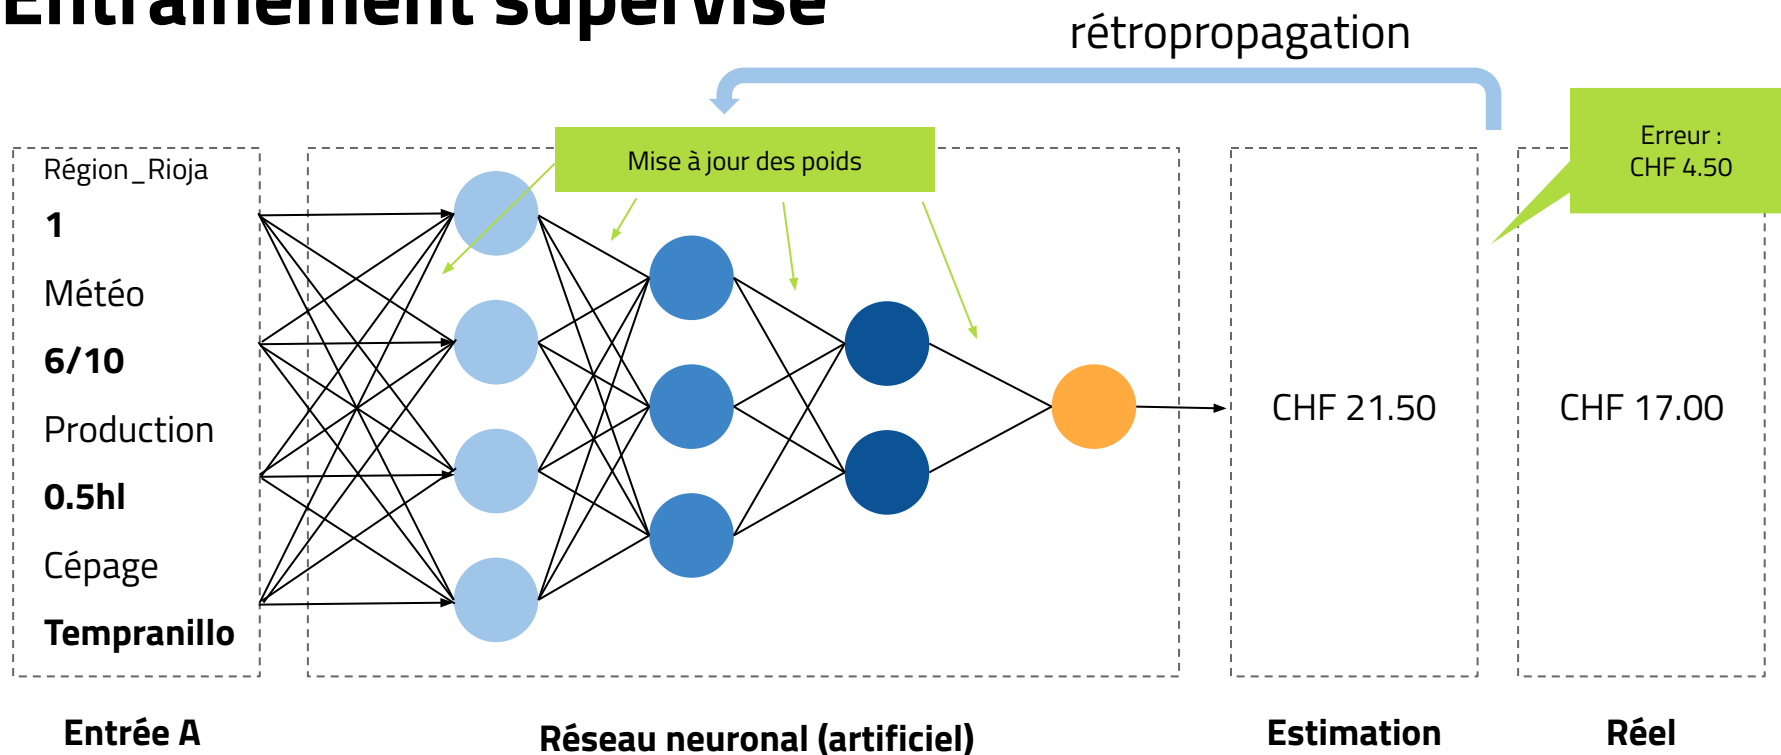 Entraînement supervisé
rétropropagation
Mise à jour des poids
Erreur :
CHF 4.50
Région_Rioja
1
Météo
6/10
Production
0.5hl
Cépage
Tempranillo
CHF 21.50
CHF 17.00
Entrée A
Réseau neuronal (artificiel)
Estimation
Réel